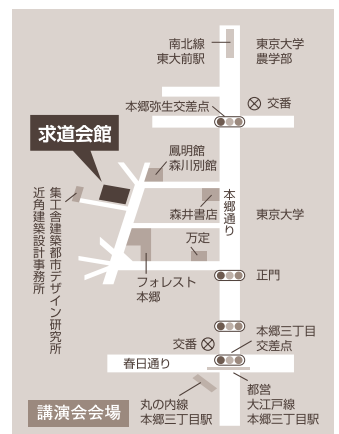 南北線
東大前駅
東京大学
農学部
本郷弥生交差点
交番
求道会館
鳳明館
森川別館
本郷通り
森井書店
東京大学
万定
集工舎建築都市デザイン研究所
近角建築設計事務所
フォレスト
本郷
正門
本郷三丁目
交差点
交番
春日通り
講演会会場
丸の内線
本郷三丁目駅
都営
大江戸線
本郷三丁目駅